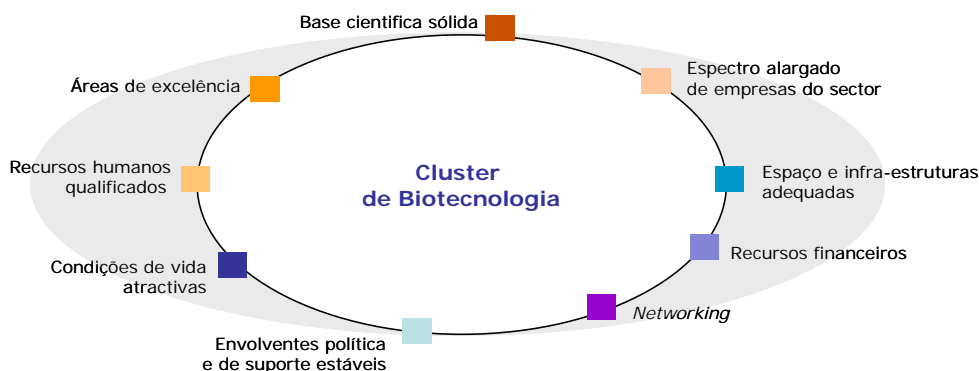 Base cientifica sólida
Áreas de excelência
Espectro alargado
de empresas do sector
Recursos humanos
qualificados
Cluster
de Biotecnologia
Espaço e infra-estruturas
adequadas
Condições de vida
atractivas
Recursos financeiros
Networking
Envolventes política
e de suporte estáveis